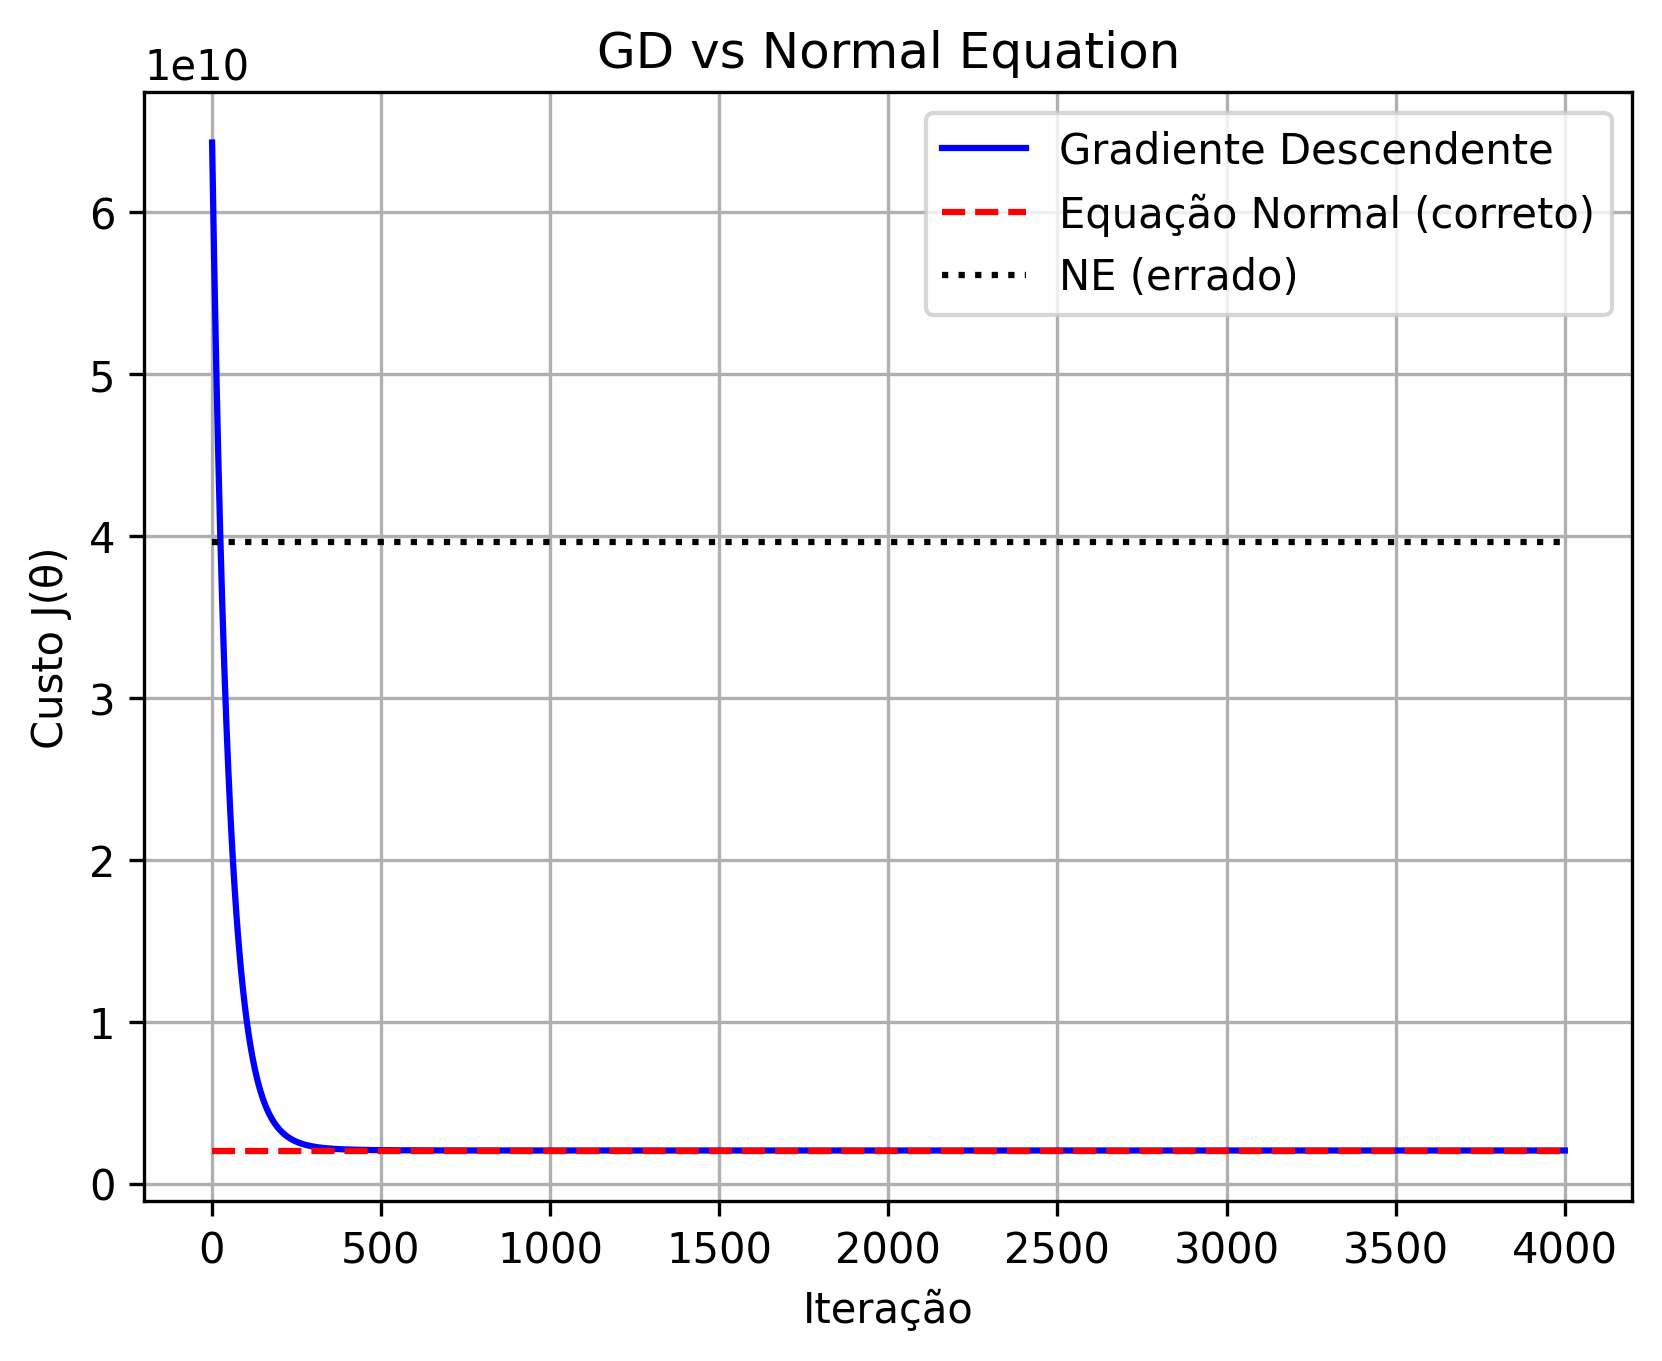 GD vs Normal Equation
1e10
Gradiente Descendente
Equação Normal (correto)
NE (errado)
6
5
4
3
2
1
0
Custo J(θ)
0 500 1000 1500 2000 2500 3000 3500 4000
Iteração